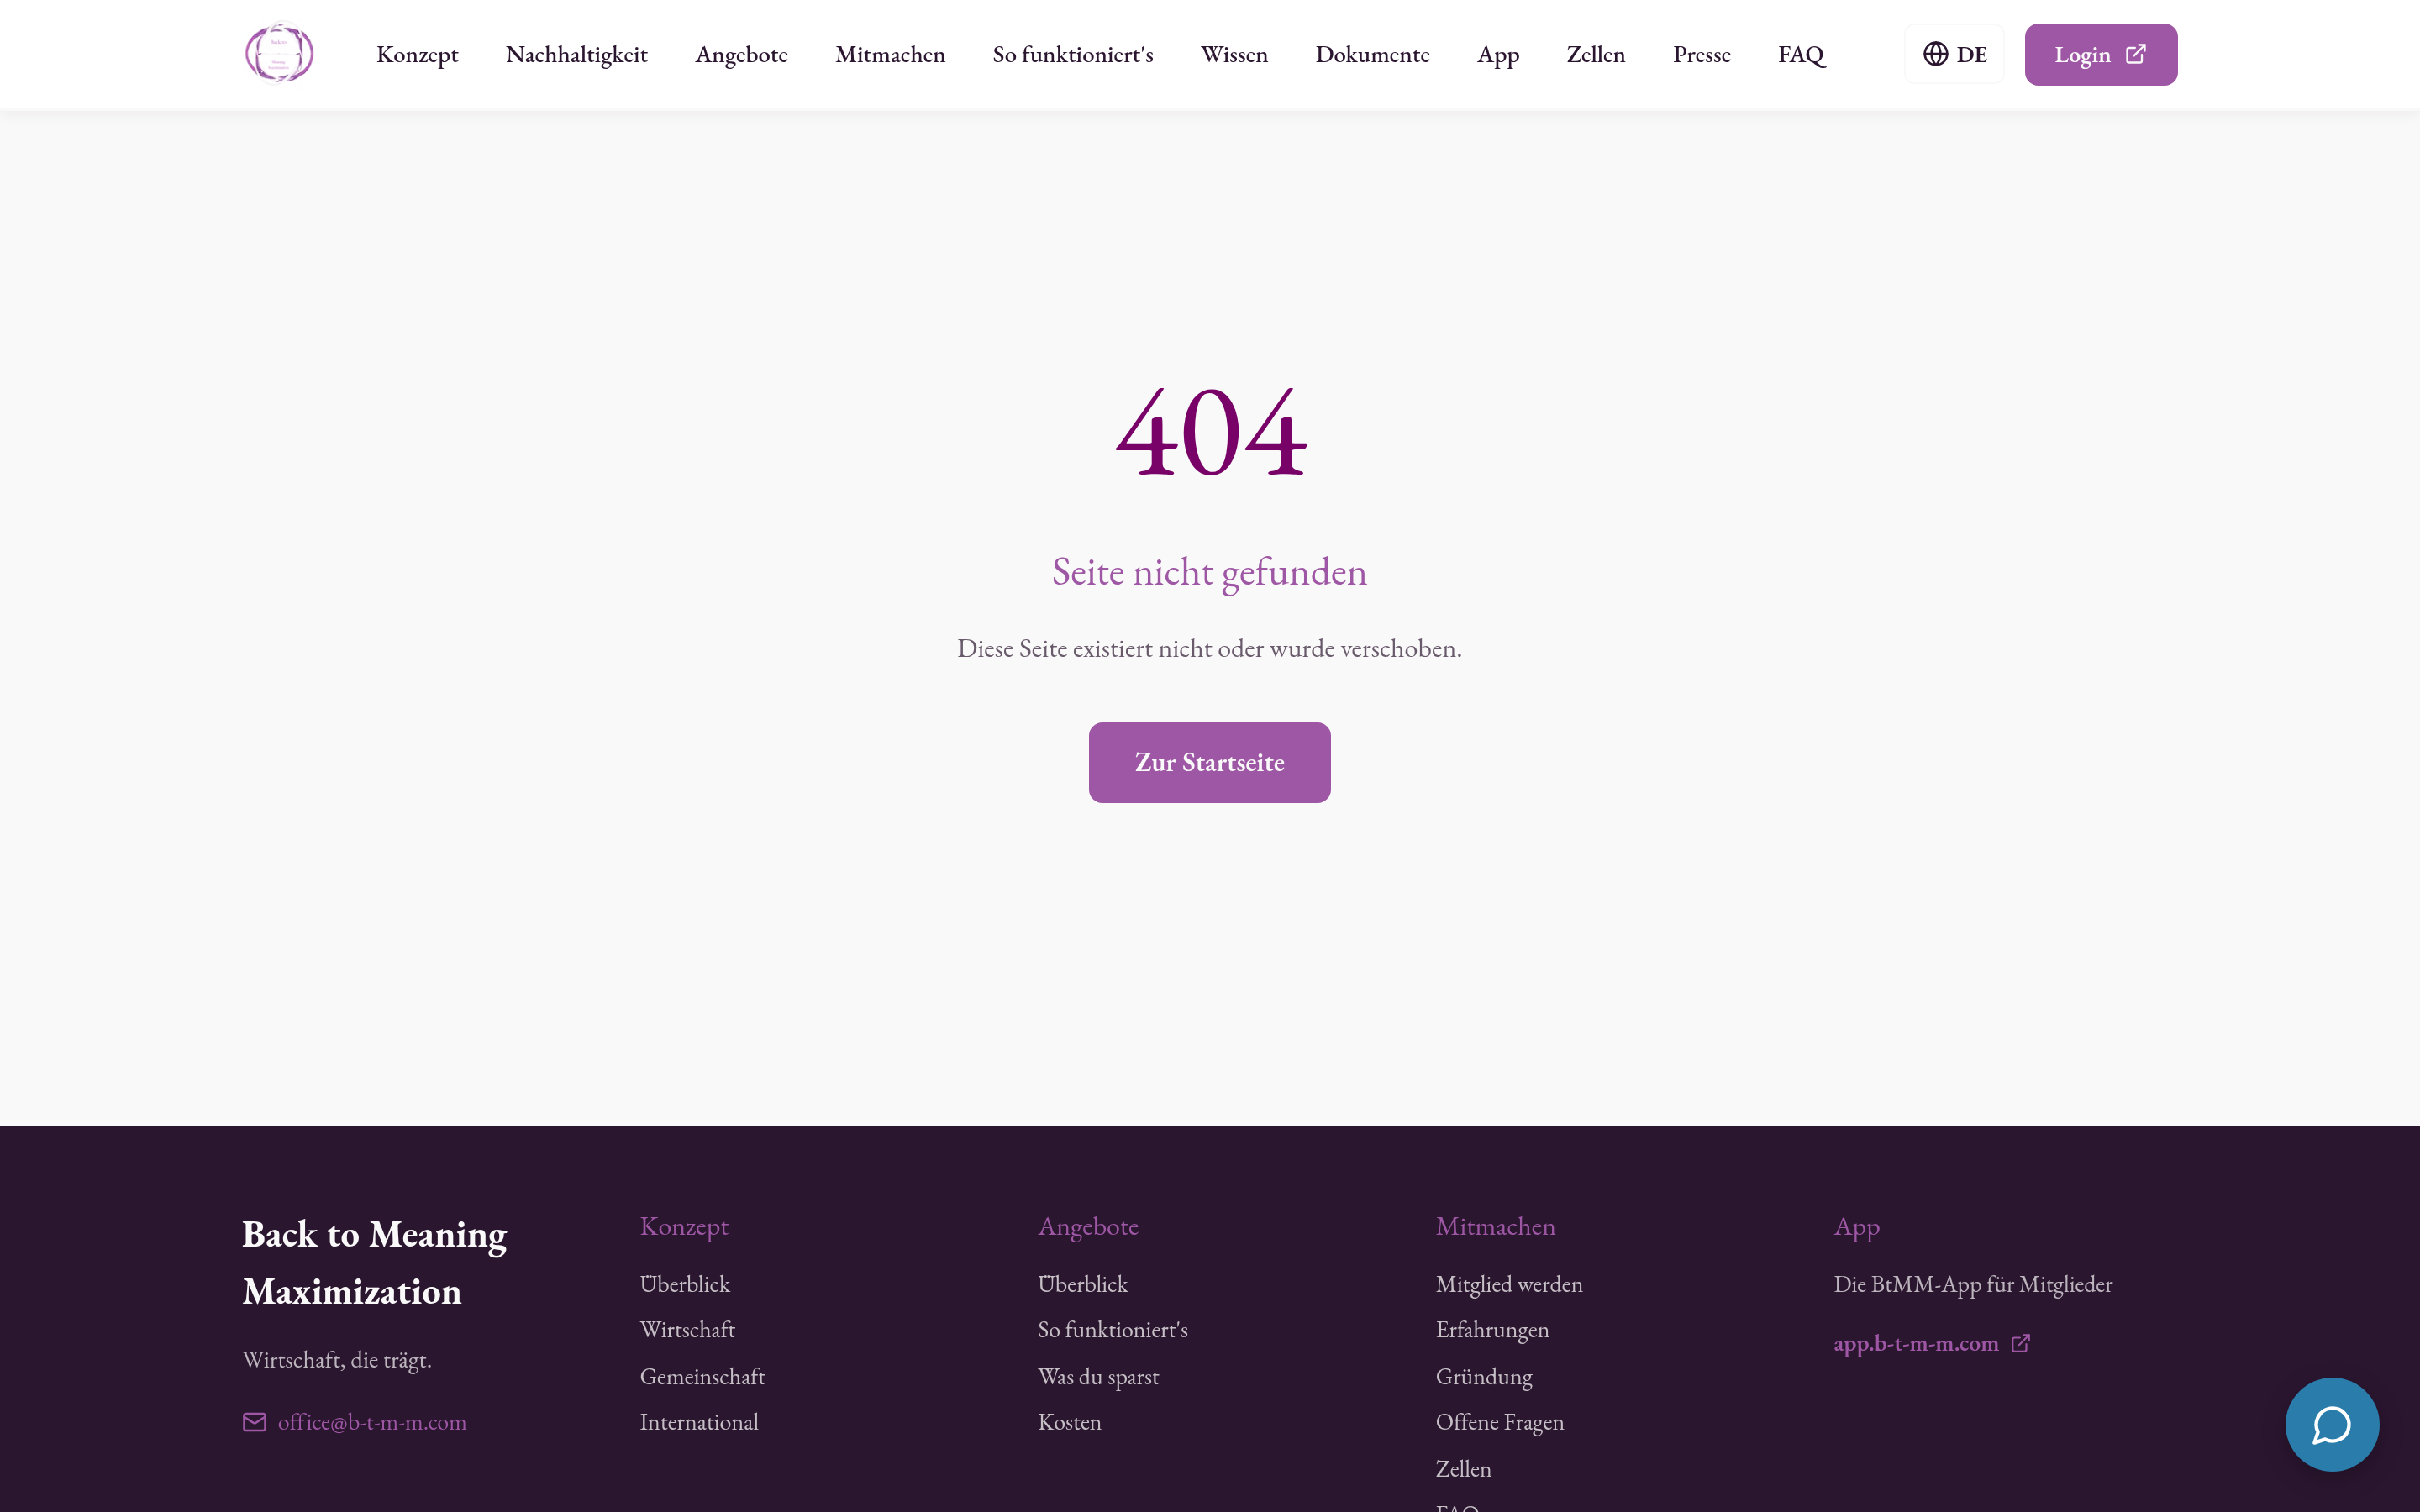 Back to
Konzept
Nachhaltigkeit
Angebote
Mitmachen
So funktioniert's
Wissen
Dokumente
App
Zellen
Presse
FAQ
DE
Login
404
Seite nicht gefunden
Diese Seite existiert nicht oder wurde verschoben.
Zur Startseite
Back to Meaning
Maximization
Wirtschaft, die trägt.
office@b-t-m-m.com
Konzept
Überblick
Wirtschaft
Gemeinschaft
International
Angebote
Überblick
So funktioniert's
Was du sparst
Kosten
Mitmachen
Mitglied werden
Erfahrungen
Gründung
Offene Fragen
Zellen
FAQ
App
Die BtMM-App für Mitglieder
app.b-t-m-m.com